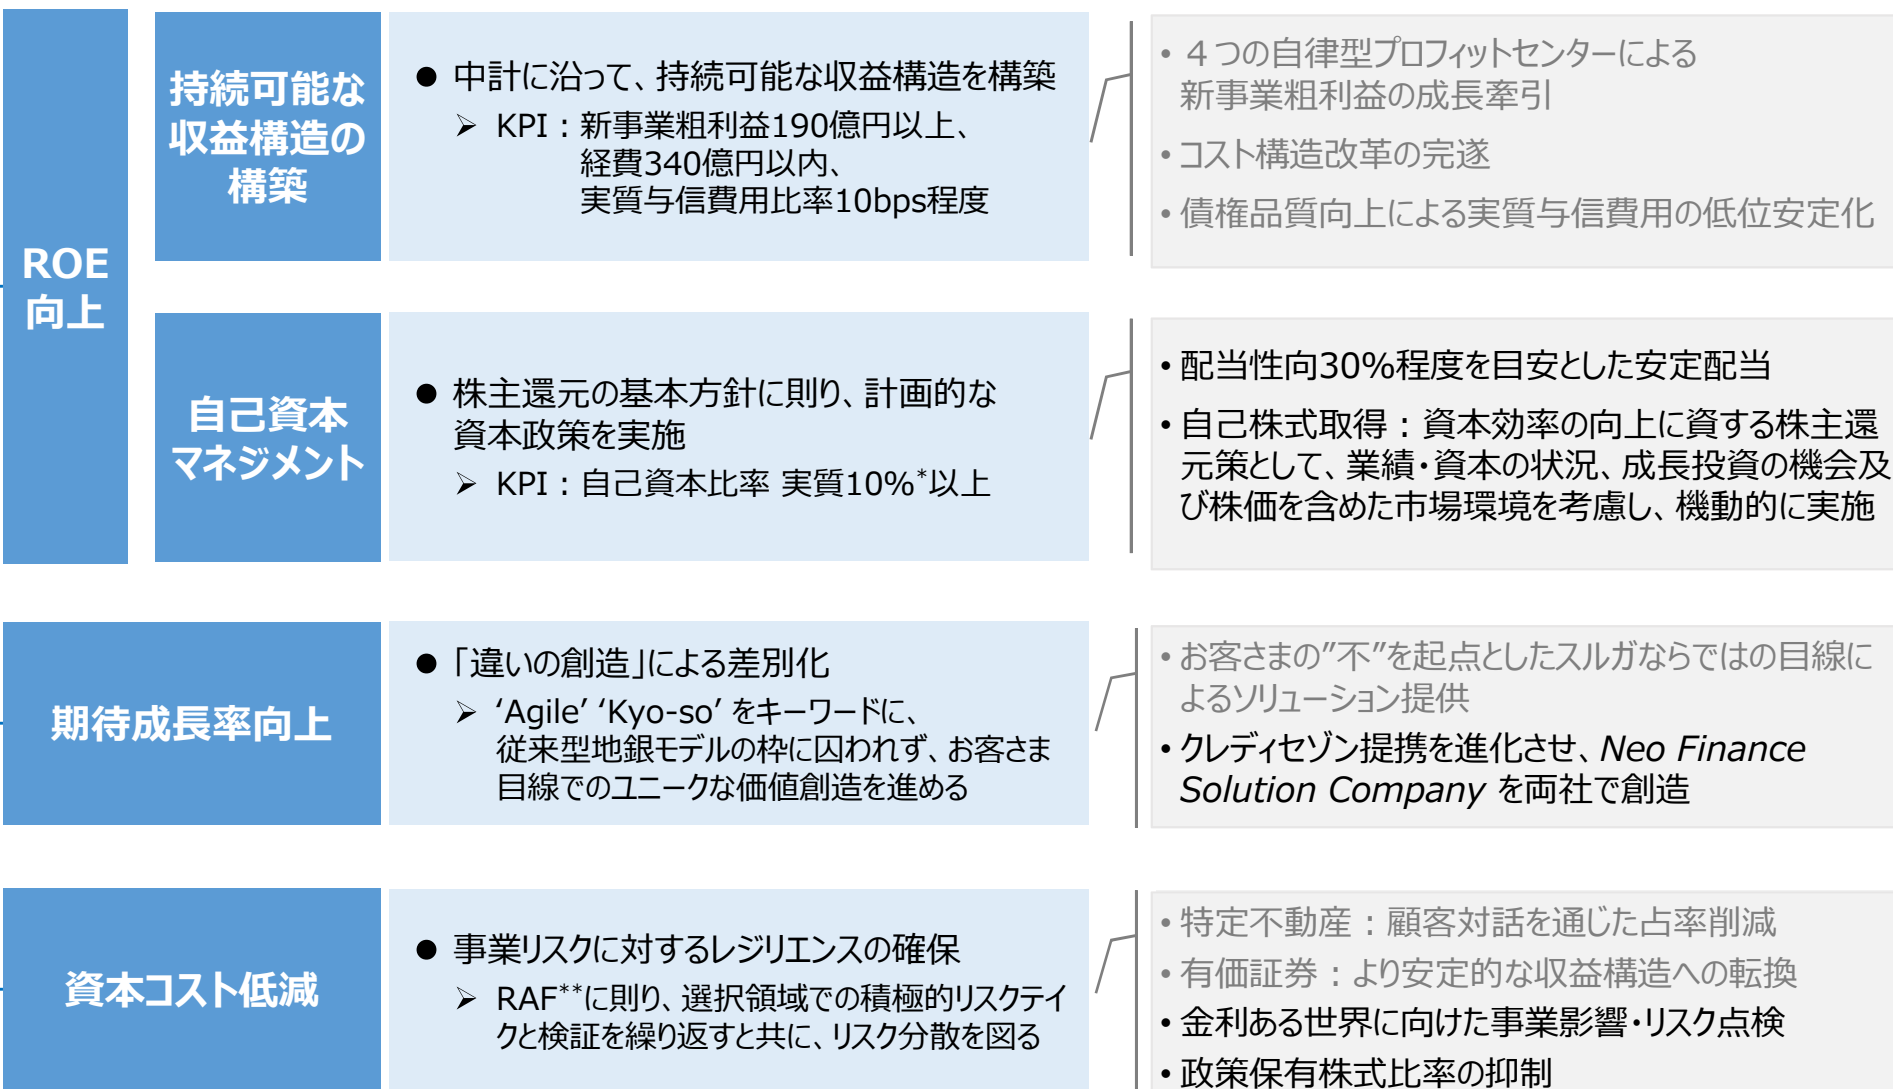 ROE
向上
持続可能な
収益構造の
構築
● 中計に沿って、持続可能な収益構造を構築
➢ KPI：新事業粗利益190億円以上、
経費340億円以内、
実質与信費用比率10bps程度
• ４つの自律型プロフィットセンターによる
新事業粗利益の成長牽引
• コスト構造改革の完遂
• 債権品質向上による実質与信費用の低位安定化
自己資本
マネジメント
● 株主還元の基本方針に則り、計画的な
資本政策を実施
➢ KPI：自己資本比率 実質10%*以上
• 配当性向30%程度を目安とした安定配当
• 自己株式取得：資本効率の向上に資する株主還
元策として、業績・資本の状況、成長投資の機会及
び株価を含めた市場環境を考慮し、機動的に実施
期待成長率向上
● 「違いの創造」による差別化
➢ ‘Agile’ ‘Kyo-so’ をキーワードに、
従来型地銀モデルの枠に囚われず、お客さま
目線でのユニークな価値創造を進める
• お客さまの”不”を起点としたスルガならではの目線に
よるソリューション提供
• クレディセゾン提携を進化させ、Neo Finance
Solution Company を両社で創造
資本コスト低減
● 事業リスクに対するレジリエンスの確保
➢ RAF**に則り、選択領域での積極的リスクテイ
クと検証を繰り返すと共に、リスク分散を図る
• 特定不動産：顧客対話を通じた占率削減
• 有価証券：より安定的な収益構造への転換
• 金利ある世界に向けた事業影響・リスク点検
• 政策保有株式比率の抑制